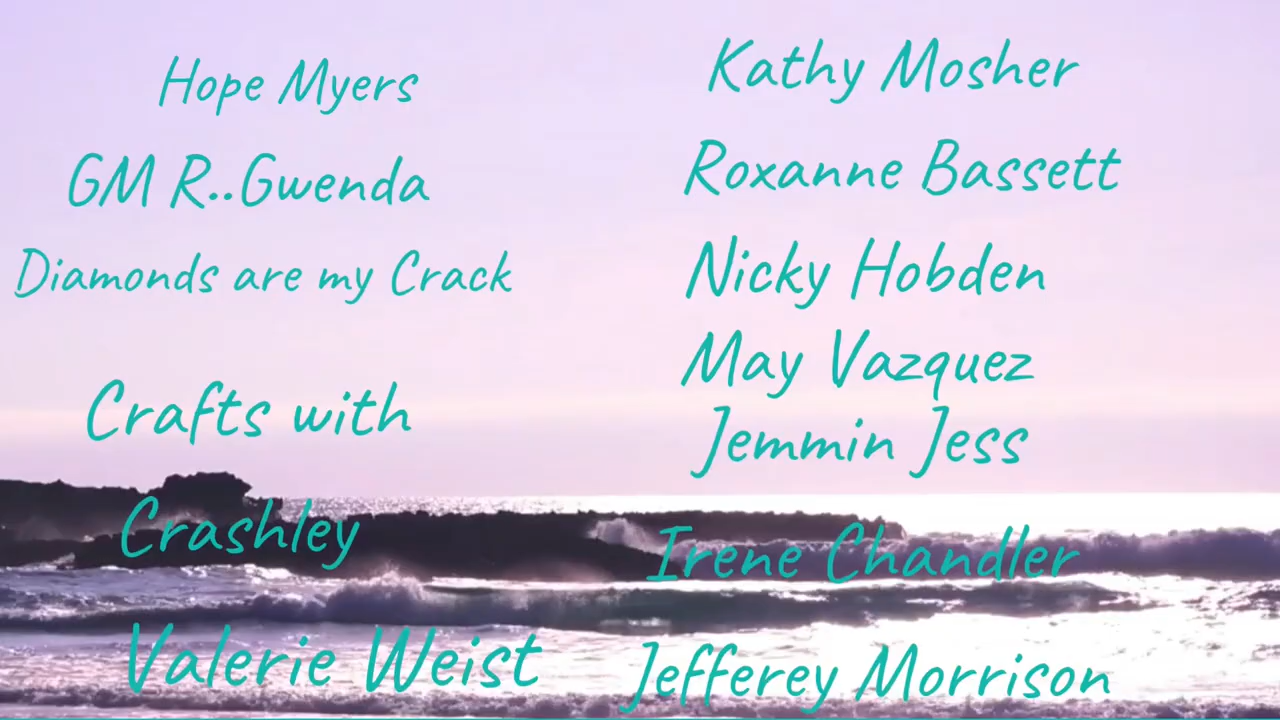 Hope Myers
GM R..Gwenda
Diamonds are my Crack
Crafts with
Crashley
Valerie Weist
Kathy Mosher
Roxanne Bassett
Nicky Hobden
May Vazquez
Jemmin Jess
Irene Chandler
Jefferey Morrison